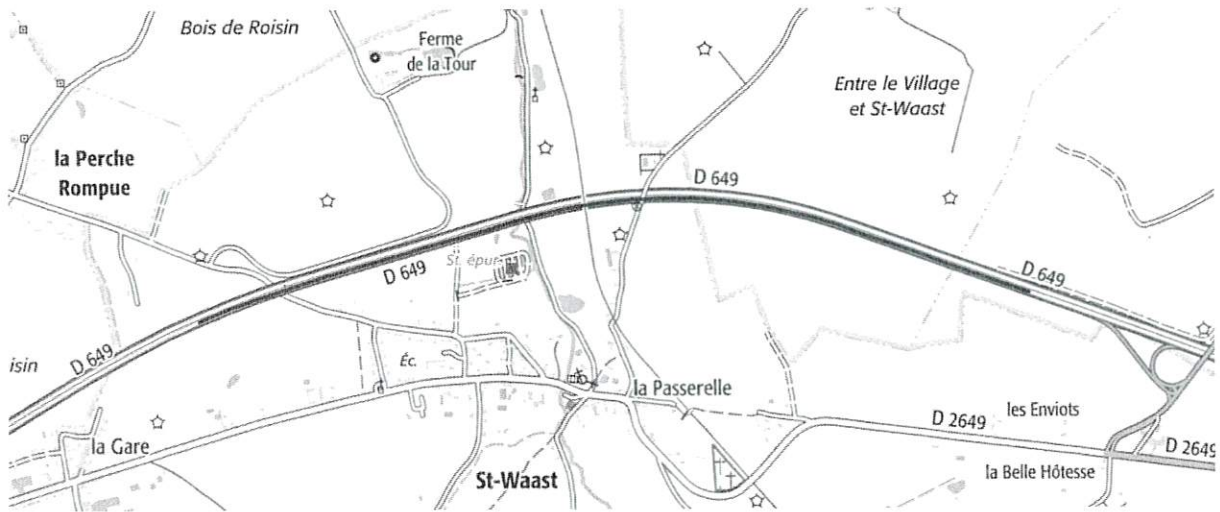 Bois de Roisin
Ferme
de la Tour
Entre le Village
et St-Waast
la Perche
Rompue
D 649
D 649
St. épur.
D 649
D 649
isin
Éc.
la Passerelle
les Enviots
D 2649
la Gare
D 2649
St-Waast
la Belle Hôtesse